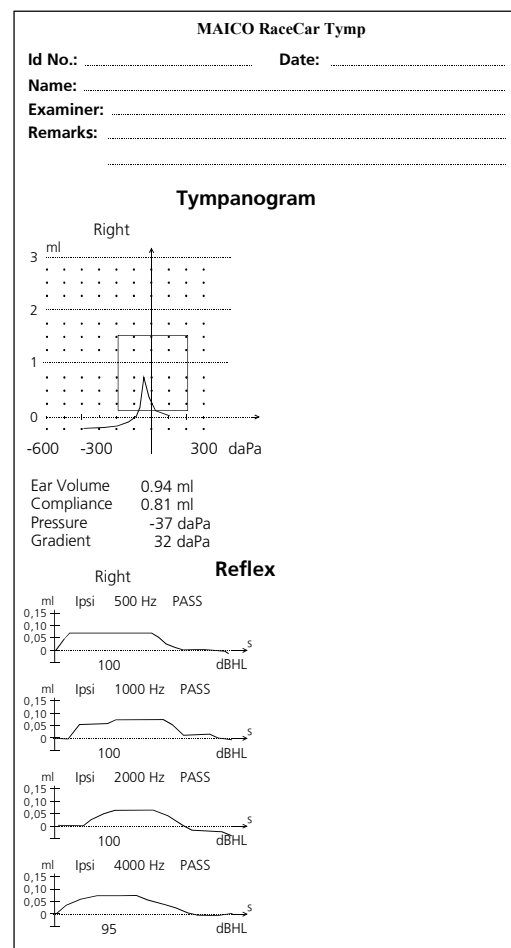 MAICO RaceCar Tymp
Id No.: Date:
Name:
Examiner:
Remarks:
Tympanogram
Right
ml
3
2
1
0
-600 -300 300 daPa
Ear Volume 0.94 ml
Compliance 0.81 ml
Pressure -37 daPa
Gradient 32 daPa
Reflex
Right
ml Ipsi 500 Hz PASS
0,15
0,10
0,05
0 s
100 dBHL
ml Ipsi 1000 Hz PASS
0,15
0,10
0,05
0 s
100 dBHL
ml Ipsi 2000 Hz PASS
0,15
0,10
0,05
0 s
100 dBHL
ml Ipsi 4000 Hz PASS
0,15
0,10
0,05
0 s
95 dBHL